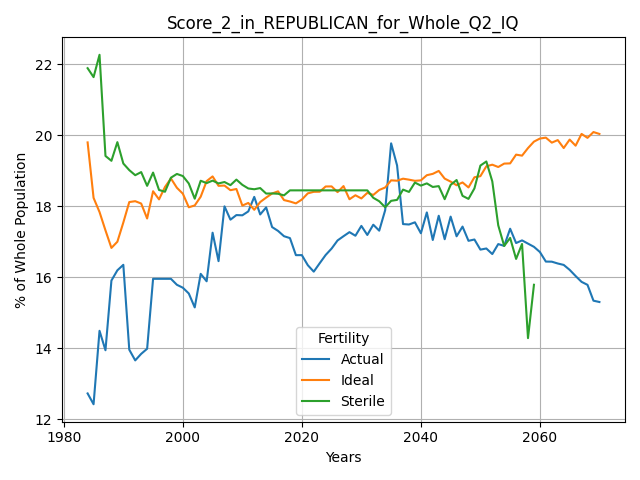 Score_2_in_REPUBLICAN_for_Whole_Q2_IQ
% of Whole Population
22
20
18
16
14
12
Fertility
Actual
Ideal
Sterile
1980
2000
2020
2040
2060
Years